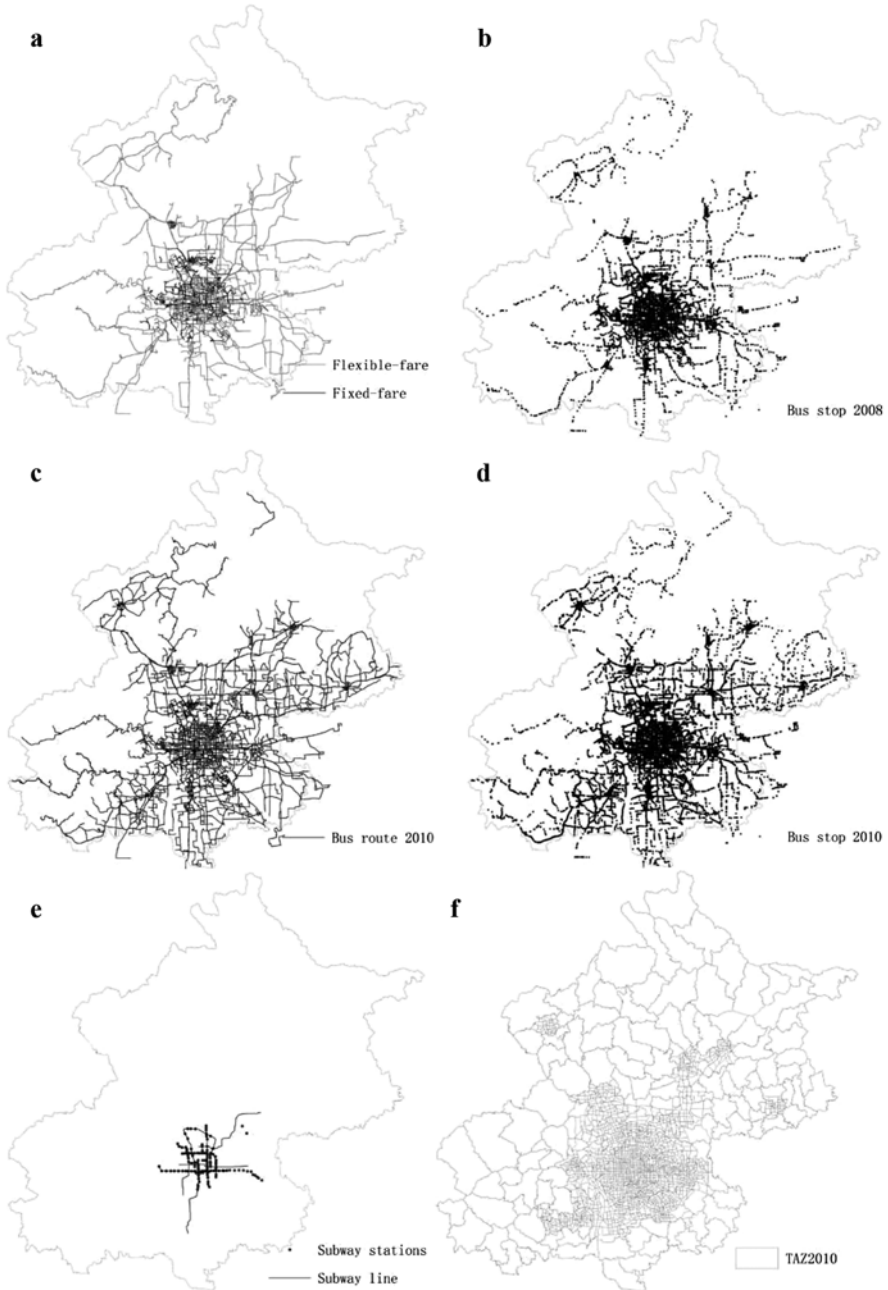 a
b
Flexible-fare
Fixed-fare
Bus stop 2008
c
d
Bus route 2010
Bus stop 2010
e
f
Subway stations
Subway line
TAZ2010